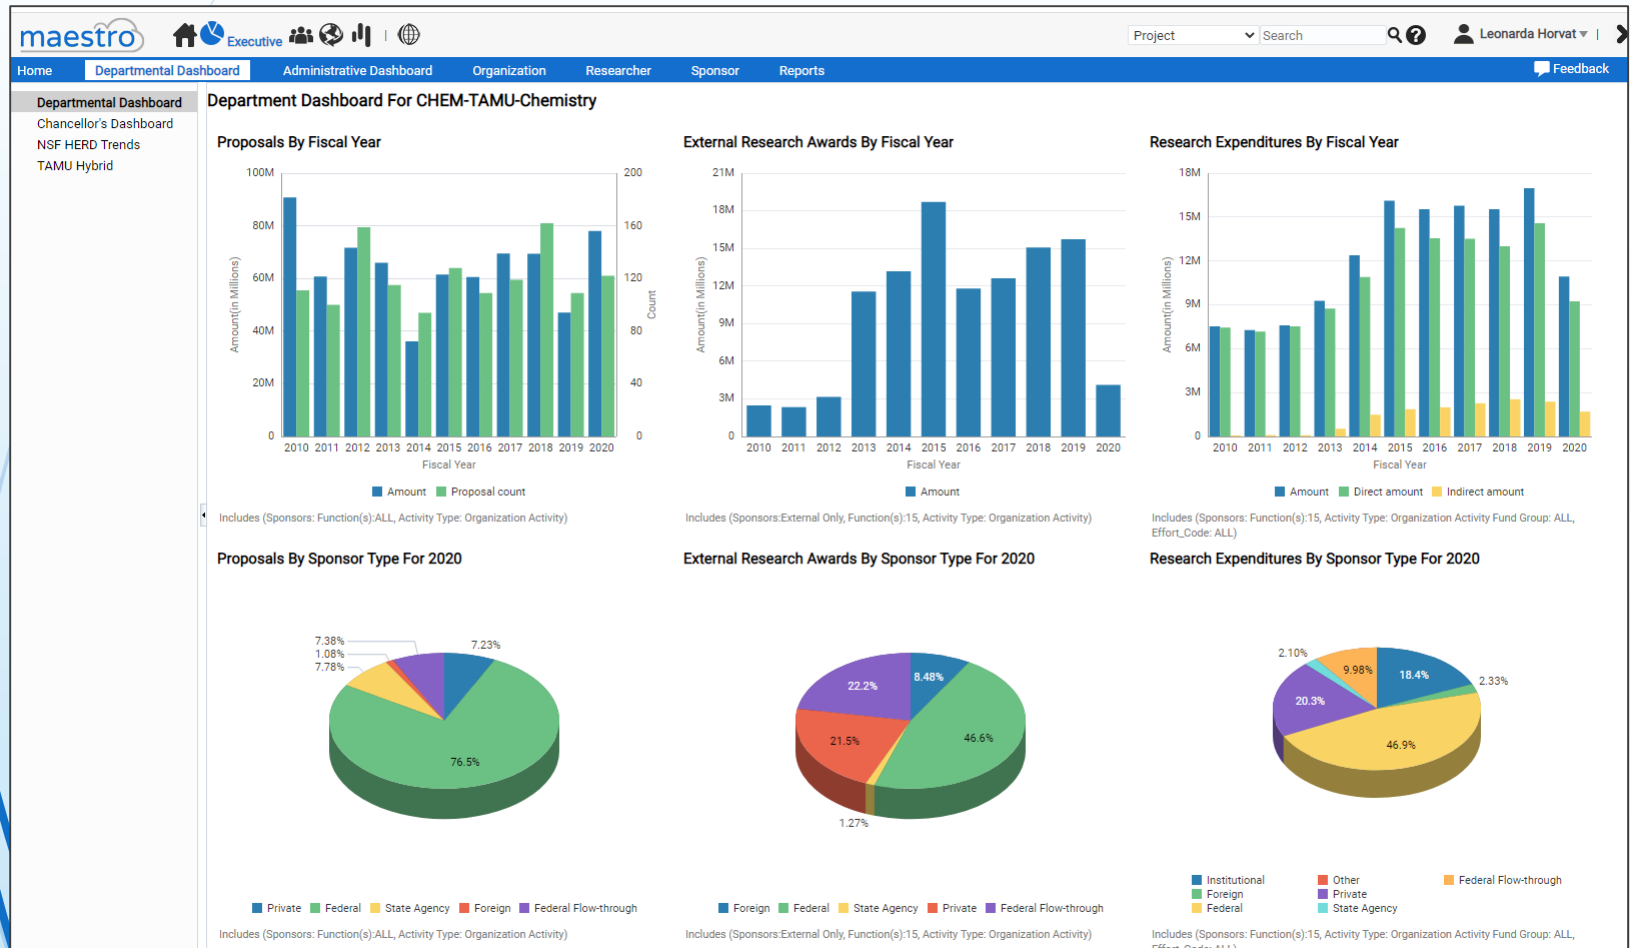 maestro
Executive
Project
Search
Leonarda Horvat
Home Departmental Dashboard Administrative Dashboard Organization Researcher Sponsor Reports Feedback
Departmental Dashboard
Chancellor's Dashboard
NSF HERD Trends
TAMU Hybrid
Department Dashboard For CHEM-TAMU-Chemistry
Proposals By Fiscal Year
100M
80M
60M
40M
20M
0
Amount(in Millions)
200
160
120
80
40
0
Count
2010 2011 2012 2013 2014 2015 2016 2017 2018 2019 2020
Fiscal Year
Amount Proposal count
Includes (Sponsors: Function(s):ALL, Activity Type: Organization Activity)
External Research Awards By Fiscal Year
21M
18M
15M
12M
9M
6M
3M
0
Amount(in Millions)
2010 2011 2012 2013 2014 2015 2016 2017 2018 2019 2020
Fiscal Year
Amount
Includes (Sponsors:External Only, Function(s):15, Activity Type: Organization Activity)
Research Expenditures By Fiscal Year
18M
15M
12M
9M
6M
3M
0
Amount(in Millions)
2010 2011 2012 2013 2014 2015 2016 2017 2018 2019 2020
Fiscal Year
Amount Direct amount Indirect amount
Includes (Sponsors: Function(s):15, Activity Type: Organization Activity Fund Group: ALL,
Effort_Code: ALL)
Proposals By Sponsor Type For 2020
7.38%
1.08%
7.78%
7.23%
76.5%
Private Federal State Agency Foreign Federal Flow-through
Includes (Sponsors: Function(s):ALL, Activity Type: Organization Activity)
External Research Awards By Sponsor Type For 2020
22.2%
8.48%
21.5%
46.6%
1.27%
Foreign Federal State Agency Private Federal Flow-through
Includes (Sponsors:External Only, Function(s):15, Activity Type: Organization Activity)
Research Expenditures By Sponsor Type For 2020
2.10%
9.98%
18.4%
2.33%
20.3%
46.9%
Institutional Other Federal Flow-through
Foreign Private
Federal State Agency
Includes (Sponsors: Function(s):15, Activity Type: Organization Activity Fund Group: ALL,
Effort_Code: ALL)